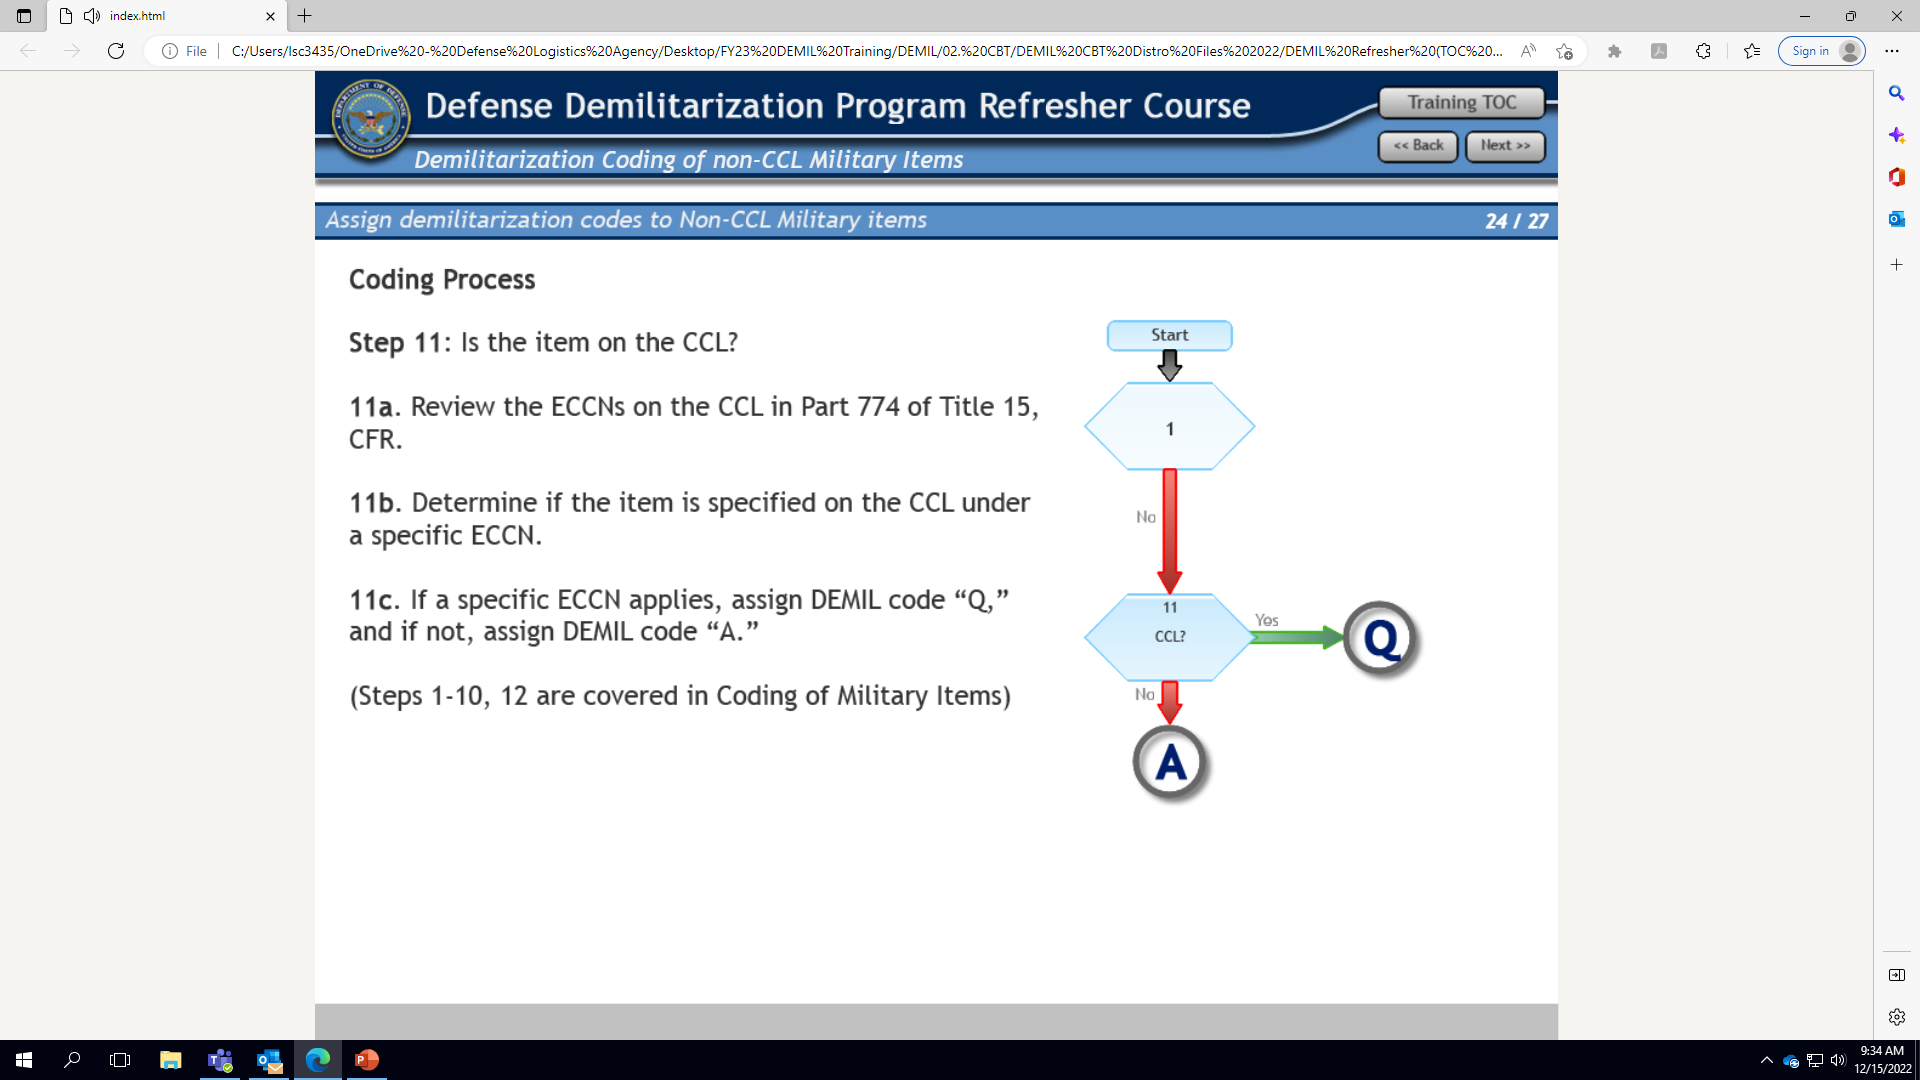 index.html
File
C:/Users/lsc3435/OneDrive%20-%20Defense%20Logistics%20Agency/Desktop/FY23%20DEMIL%20Training/DEMIL/02.%20CBT/DEMIL%20CBT%20Distro%20Files%202022/DEMIL%20Refresher%20(TOC%20...
Sign in
Defense Demilitarization Program Refresher Course
Training TOC
<< Back
Next >>
Demilitarization Coding of non-CCL Military Items
Assign demilitarization codes to Non-CCL Military items
24 / 27
Coding Process
Step 11: Is the item on the CCL?
11a. Review the ECCNs on the CCL in Part 774 of Title 15,
CFR.
11b. Determine if the item is specified on the CCL under
a specific ECCN.
11c. If a specific ECCN applies, assign DEMIL code “Q,”
and if not, assign DEMIL code “A.”
(Steps 1-10, 12 are covered in Coding of Military Items)
Start
1
No
11
CCL?
Yes
Q
No
A
9:34 AM
12/15/2022